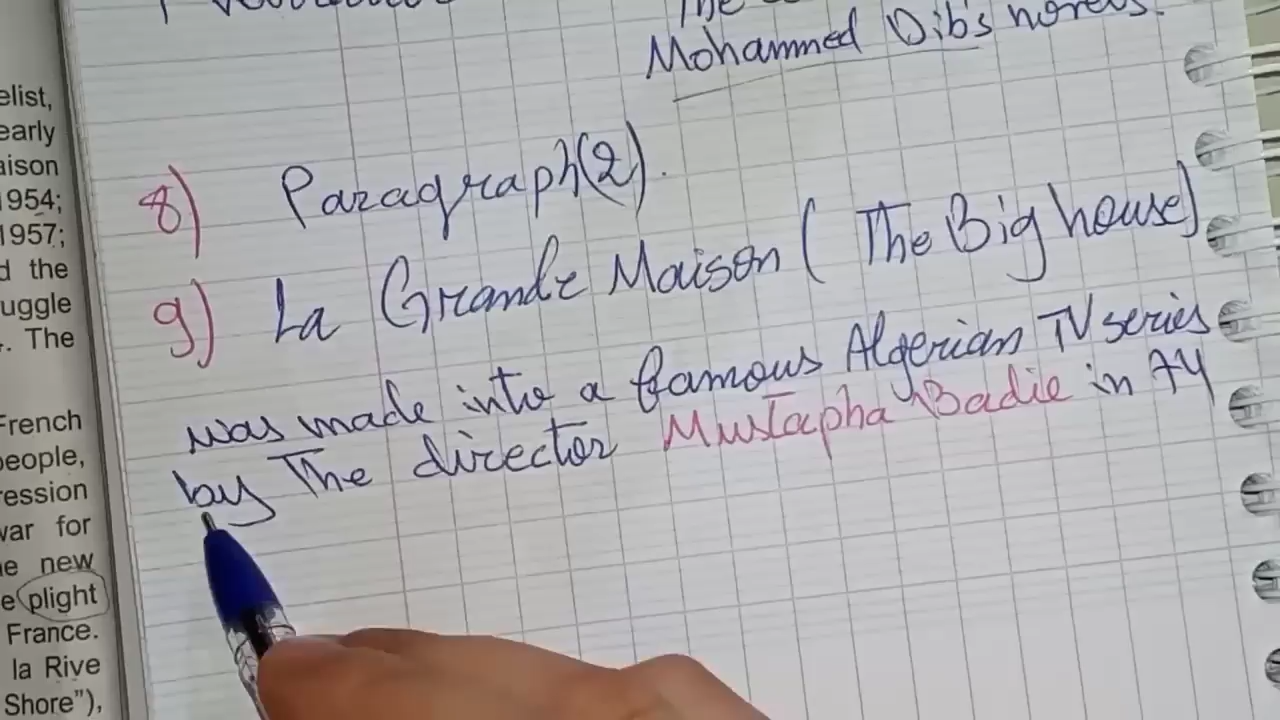 The
Mohammed Dib's novels.
8) Paragraph (2).
9) La Grande Maison ( The Big house)
was made into a famous Algerian TV series
by The director Mustapha Badie in 74
elist,
early
aison
1954;
1957;
d the
uggle
. The
French
people,
ression
war for
e new
e plight
France.
la Rive
Shore"),